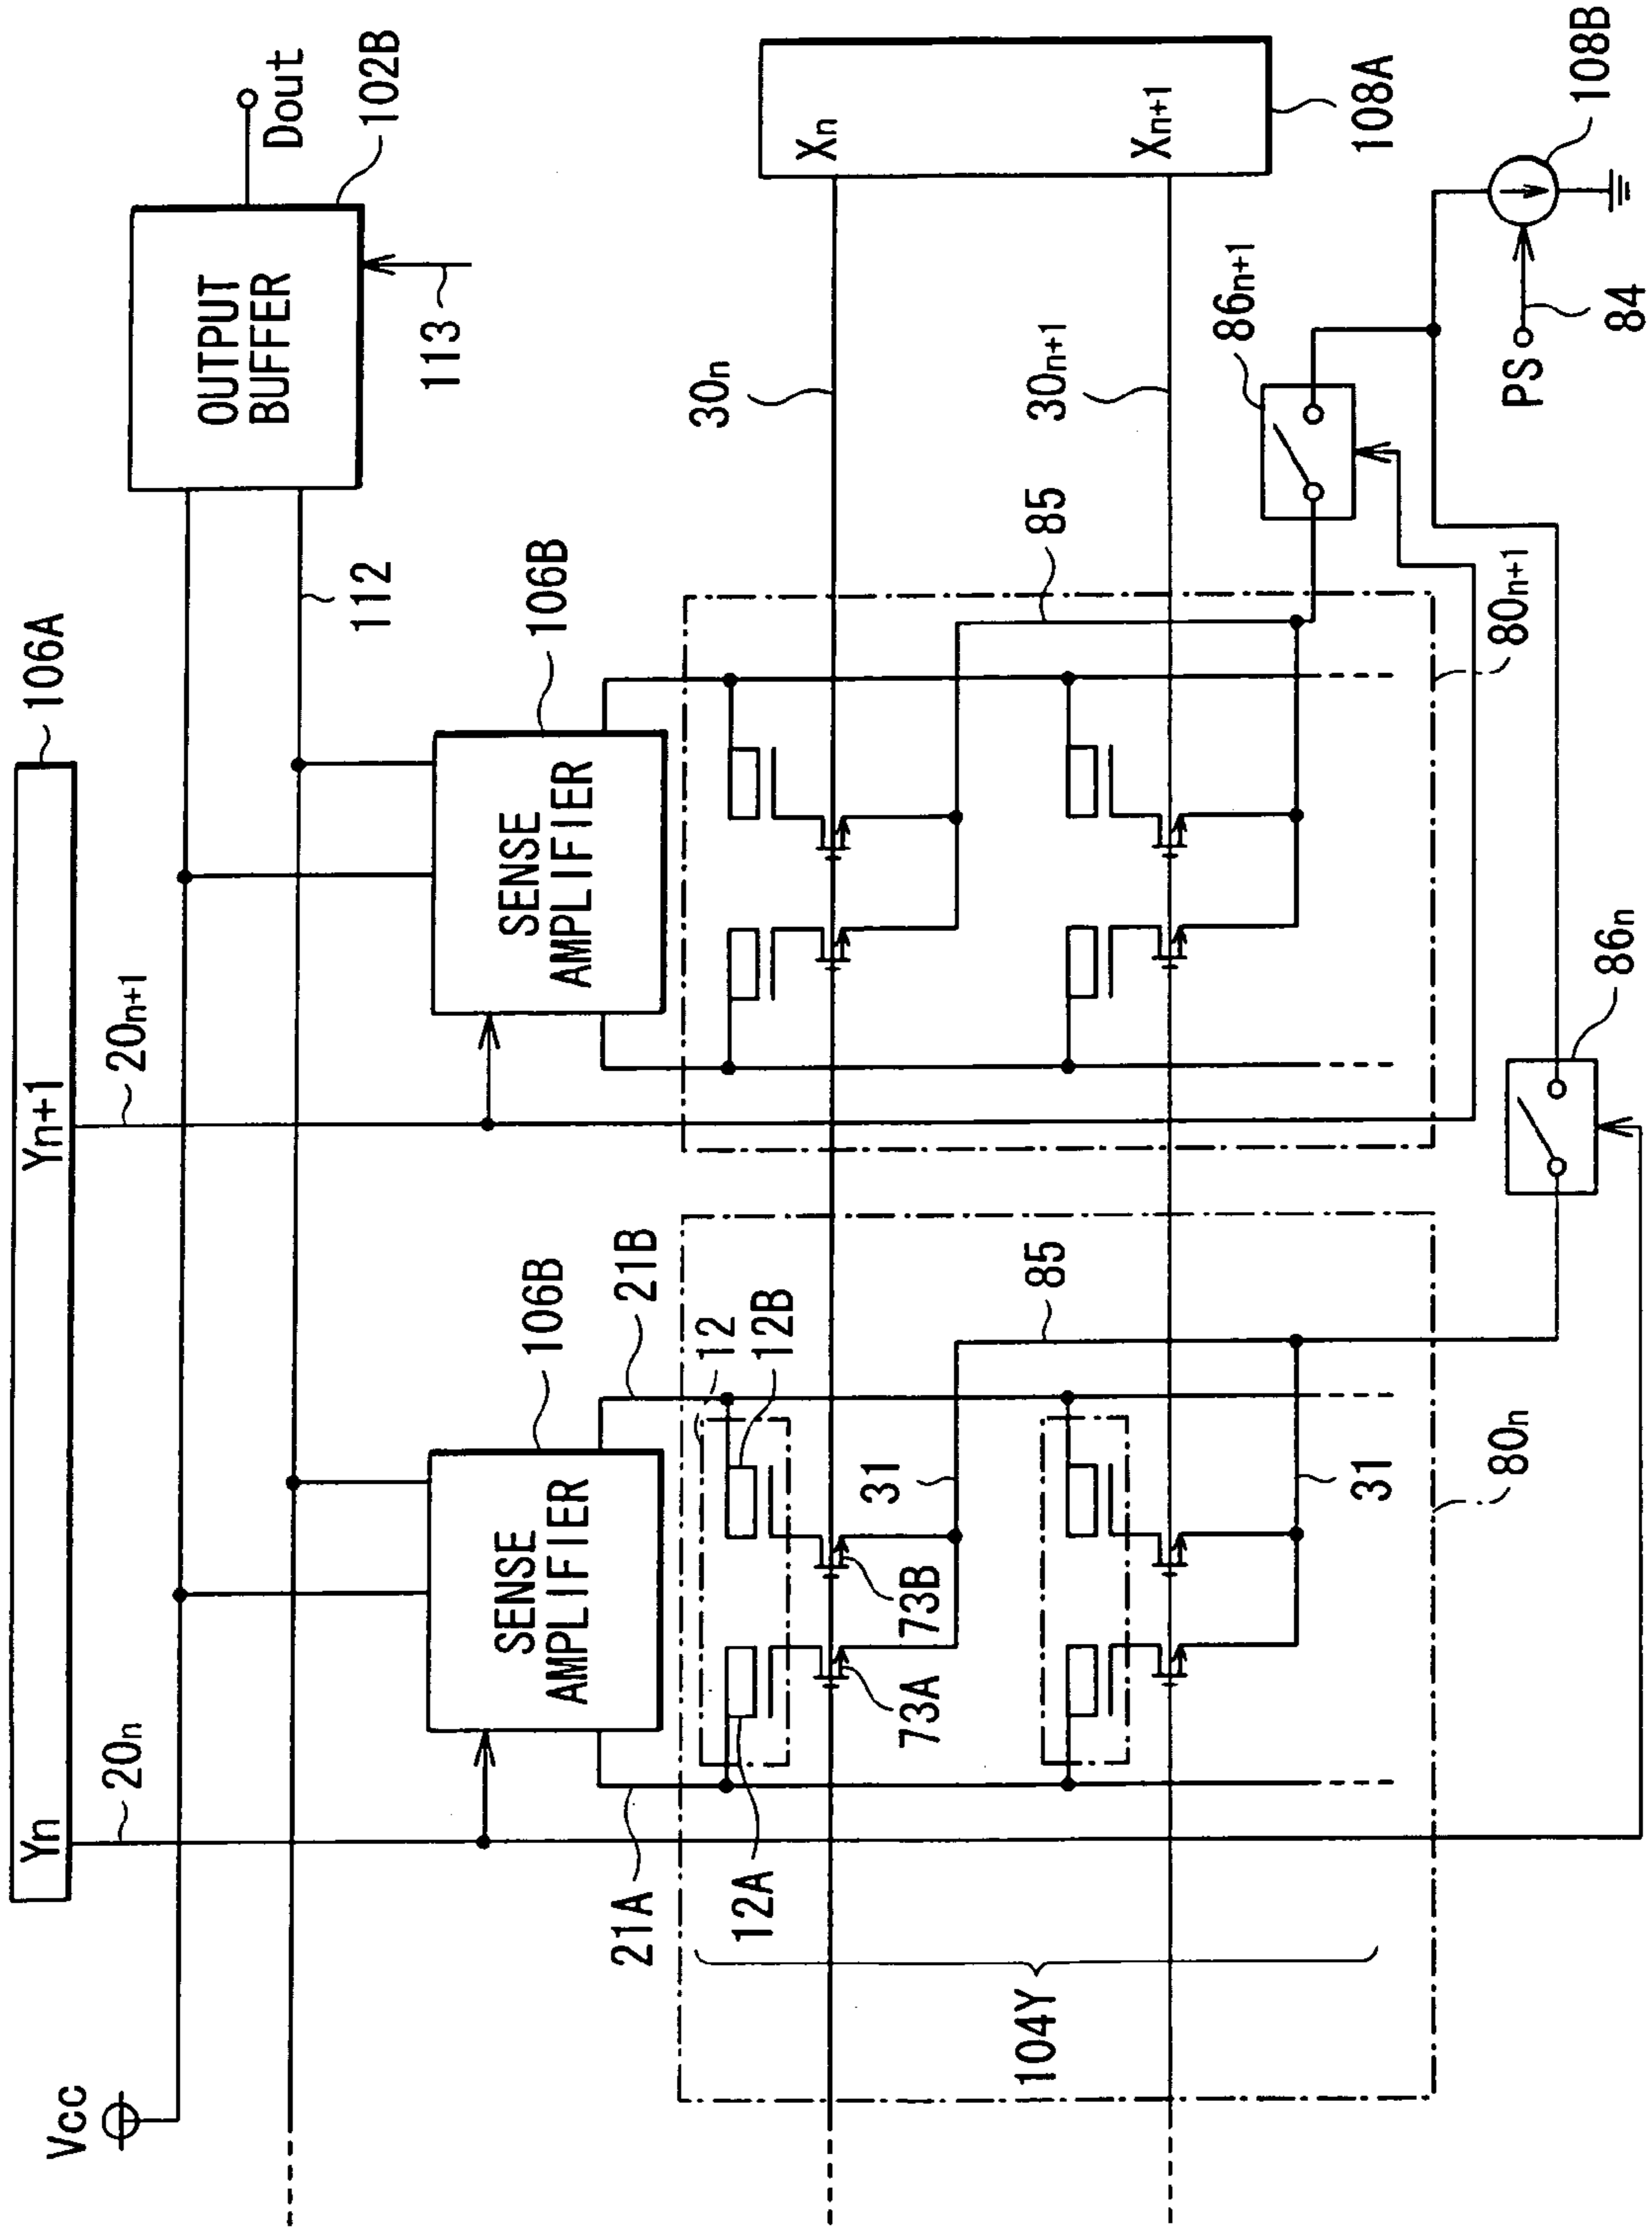 Vcc
Yn
Yn+1
106A
20n
20n+1
112
OUTPUT
BUFFER
Dout
102B
113
SENSE
AMPLIFIER
106B
SENSE
AMPLIFIER
106B
21A
21B
12
12A
12B
73A
73B
31
31
85
85
104Y
80n
80n+1
30n
30n+1
Xn
Xn+1
108A
86n
86n+1
PS
84
108B